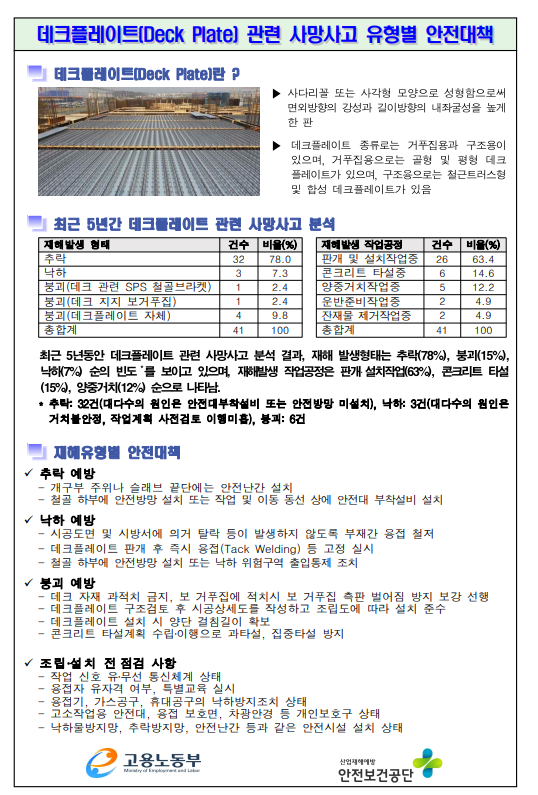 데크플레이트(Deck Plate) 관련 사망사고 유형별 안전대책
데크플레이트(Deck Plate)란 ?
▶ 사다리꼴 또는 사각형 모양으로 성형함으로써
면외방향의 강성과 길이방향의 내좌굴성을 높게
한 판
▶ 데크플레이트 종류로는 거푸집용과 구조용이
있으며, 거푸집용으로는 골형 및 평형 데크
플레이트가 있으며, 구조용으로는 철근트러스형
및 합성 데크플레이트가 있음
최근 5년간 데크플레이트 관련 사망사고 분석
재해발생 형태 건수 비율(%)
추락 32 78.0
낙하 3 7.3
붕괴(데크 관련 SPS 철골브라켓) 1 2.4
붕괴(데크 지지 보거푸집) 1 2.4
붕괴(데크플레이트 자체) 4 9.8
총합계 41 100
재해발생 작업공정 건수 비율(%)
판개 및 설치작업중 26 63.4
콘크리트 타설중 6 14.6
양중거치작업중 5 12.2
운반준비작업중 2 4.9
잔재물 제거작업중 2 4.9
총합계 41 100
최근 5년동안 데크플레이트 관련 사망사고 분석 결과, 재해 발생형태는 추락(78%), 붕괴(15%),
낙하(7%) 순의 빈도*를 보이고 있으며, 재해발생 작업공정은 판개·설치작업(63%), 콘크리트 타설
(15%), 양중거치(12%) 순으로 나타남.
* 추락: 32건(대다수의 원인은 안전대부착설비 또는 안전방망 미설치), 낙하: 3건(대다수의 원인은
거치불안정, 작업계획 사전검토 이행미흡), 붕괴: 6건
재해유형별 안전대책
✓ 추락 예방
- 개구부 주위나 슬래브 끝단에는 안전난간 설치
- 철골 하부에 안전방망 설치 또는 작업 및 이동 동선 상에 안전대 부착설비 설치
✓ 낙하 예방
- 시공도면 및 시방서에 의거 탈락 등이 발생하지 않도록 부재간 용접 철저
- 데크플레이트 판개 후 즉시 용접(Tack Welding) 등 고정 실시
- 철골 하부에 안전방망 설치 또는 낙하 위험구역 출입통제 조치
✓ 붕괴 예방
- 데크 자재 과적치 금지, 보 거푸집에 적치시 보 거푸집 측판 벌어짐 방지 보강 선행
- 데크플레이트 구조검토 후 시공상세도를 작성하고 조립도에 따라 설치 준수
- 데크플레이트 설치 시 양단 걸침길이 확보
- 콘크리트 타설계획 수립·이행으로 과타설, 집중타설 방지
✓ 조립·설치 전 점검 사항
- 작업 신호 유·무선 통신체계 상태
- 용접자 유자격 여부, 특별교육 실시
- 용접기, 가스공구, 휴대공구의 낙하방지조치 상태
- 고소작업용 안전대, 용접 보호면, 차광안경 등 개인보호구 상태
- 낙하물방지망, 추락방지망, 안전난간 등과 같은 안전시설 설치 상태
고용노동부
Ministry of Employment and Labor
산업재해예방
안전보건공단